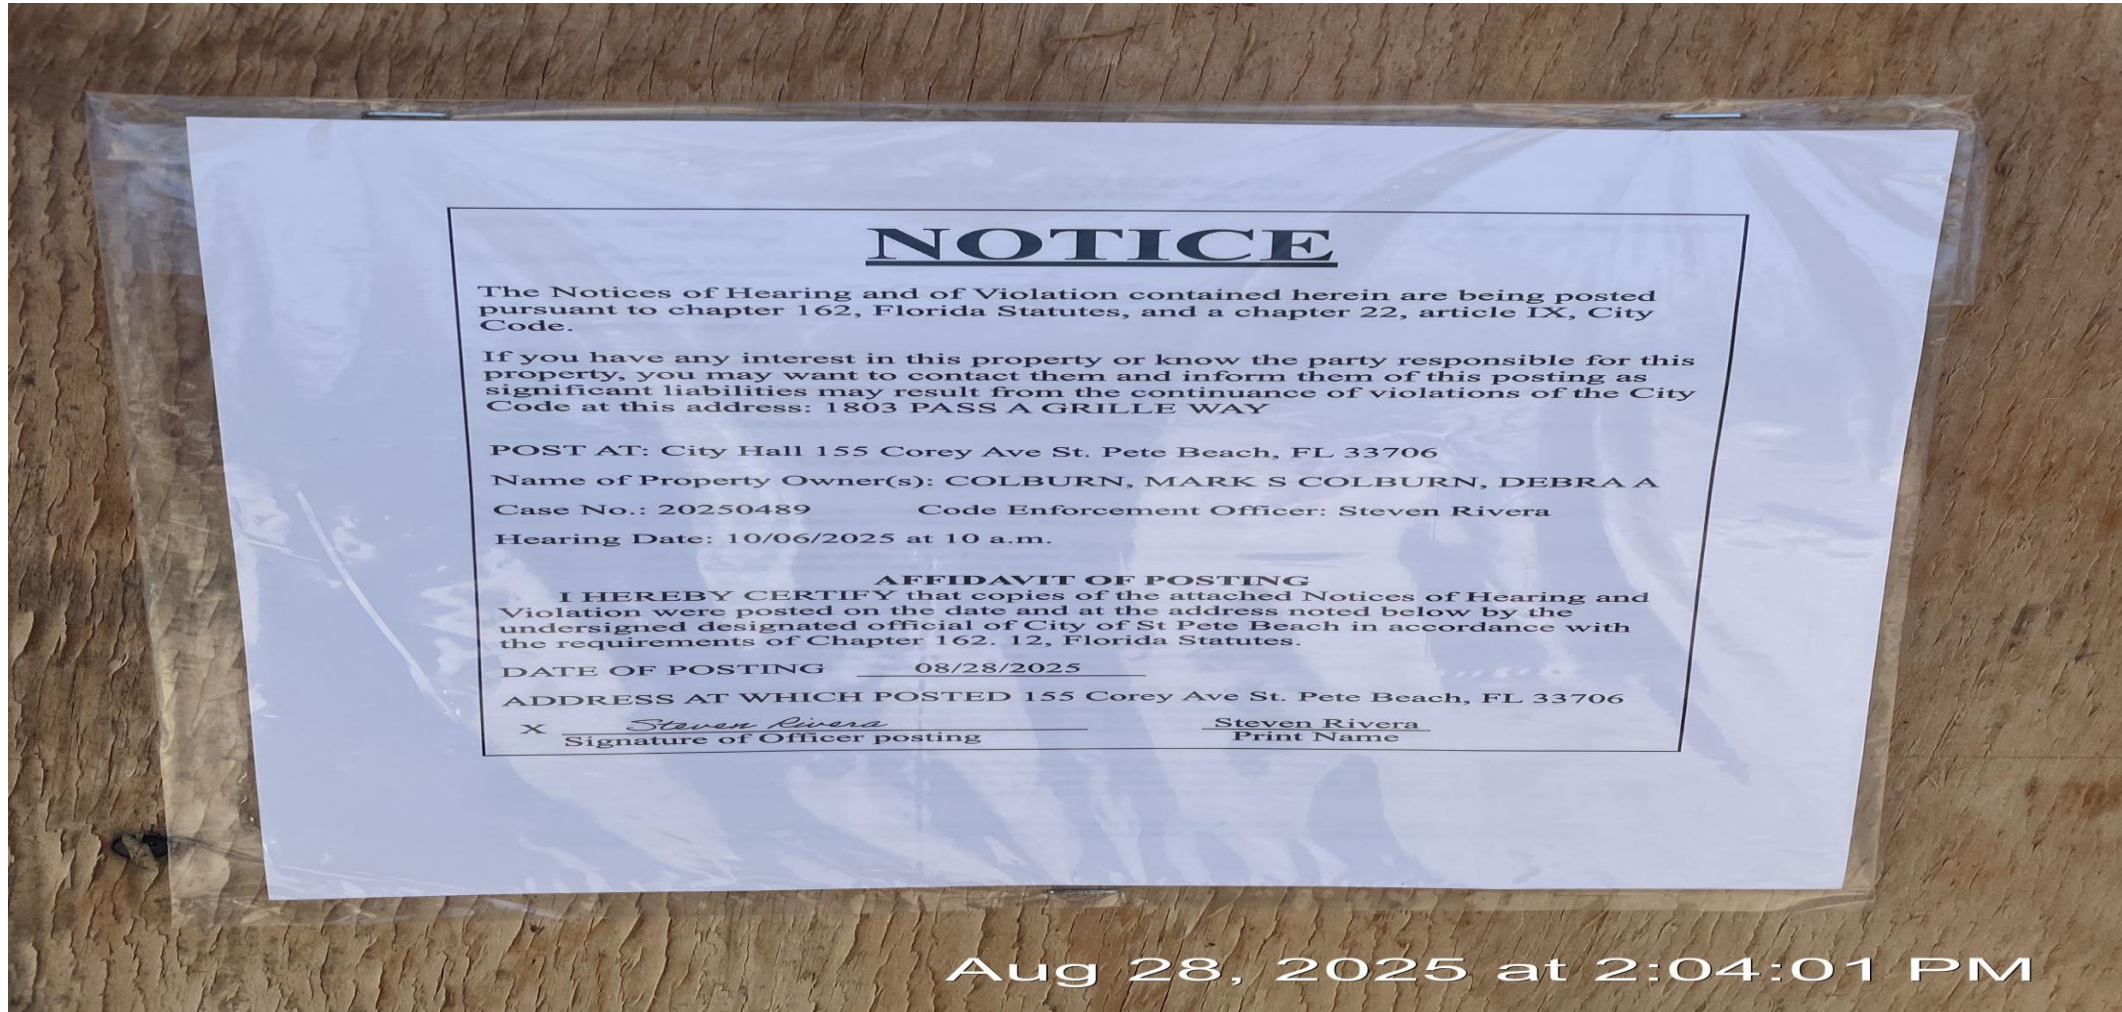 NOTICE
The Notices of Hearing and of Violation contained herein are being posted
pursuant to chapter 162, Florida Statutes, and a chapter 22, article IX, City
Code.
If you have any interest in this property or know the party responsible for this
property, you may want to contact them and inform them of this posting as
significant liabilities may result from the continuance of violations of the City
Code at this address: 1803 PASS A GRILLE WAY
POST AT: City Hall 155 Corey Ave St. Pete Beach, FL 33706
Name of Property Owner(s): COLBURN, MARK S COLBURN, DEBRA A
Case No.: 20250489 Code Enforcement Officer: Steven Rivera
Hearing Date: 10/06/2025 at 10 a.m.
AFFIDAVIT OF POSTING
I HEREBY CERTIFY that copies of the attached Notices of Hearing and
Violation were posted on the date and at the address noted below by the
undersigned designated official of City of St Pete Beach in accordance with
the requirements of Chapter 162. 12, Florida Statutes.
DATE OF POSTING 08/28/2025
ADDRESS AT WHICH POSTED 155 Corey Ave St. Pete Beach, FL 33706
X Steven Rivera Steven Rivera
Signature of Officer posting Print Name
Aug 28, 2025 at 2:04:01 PM